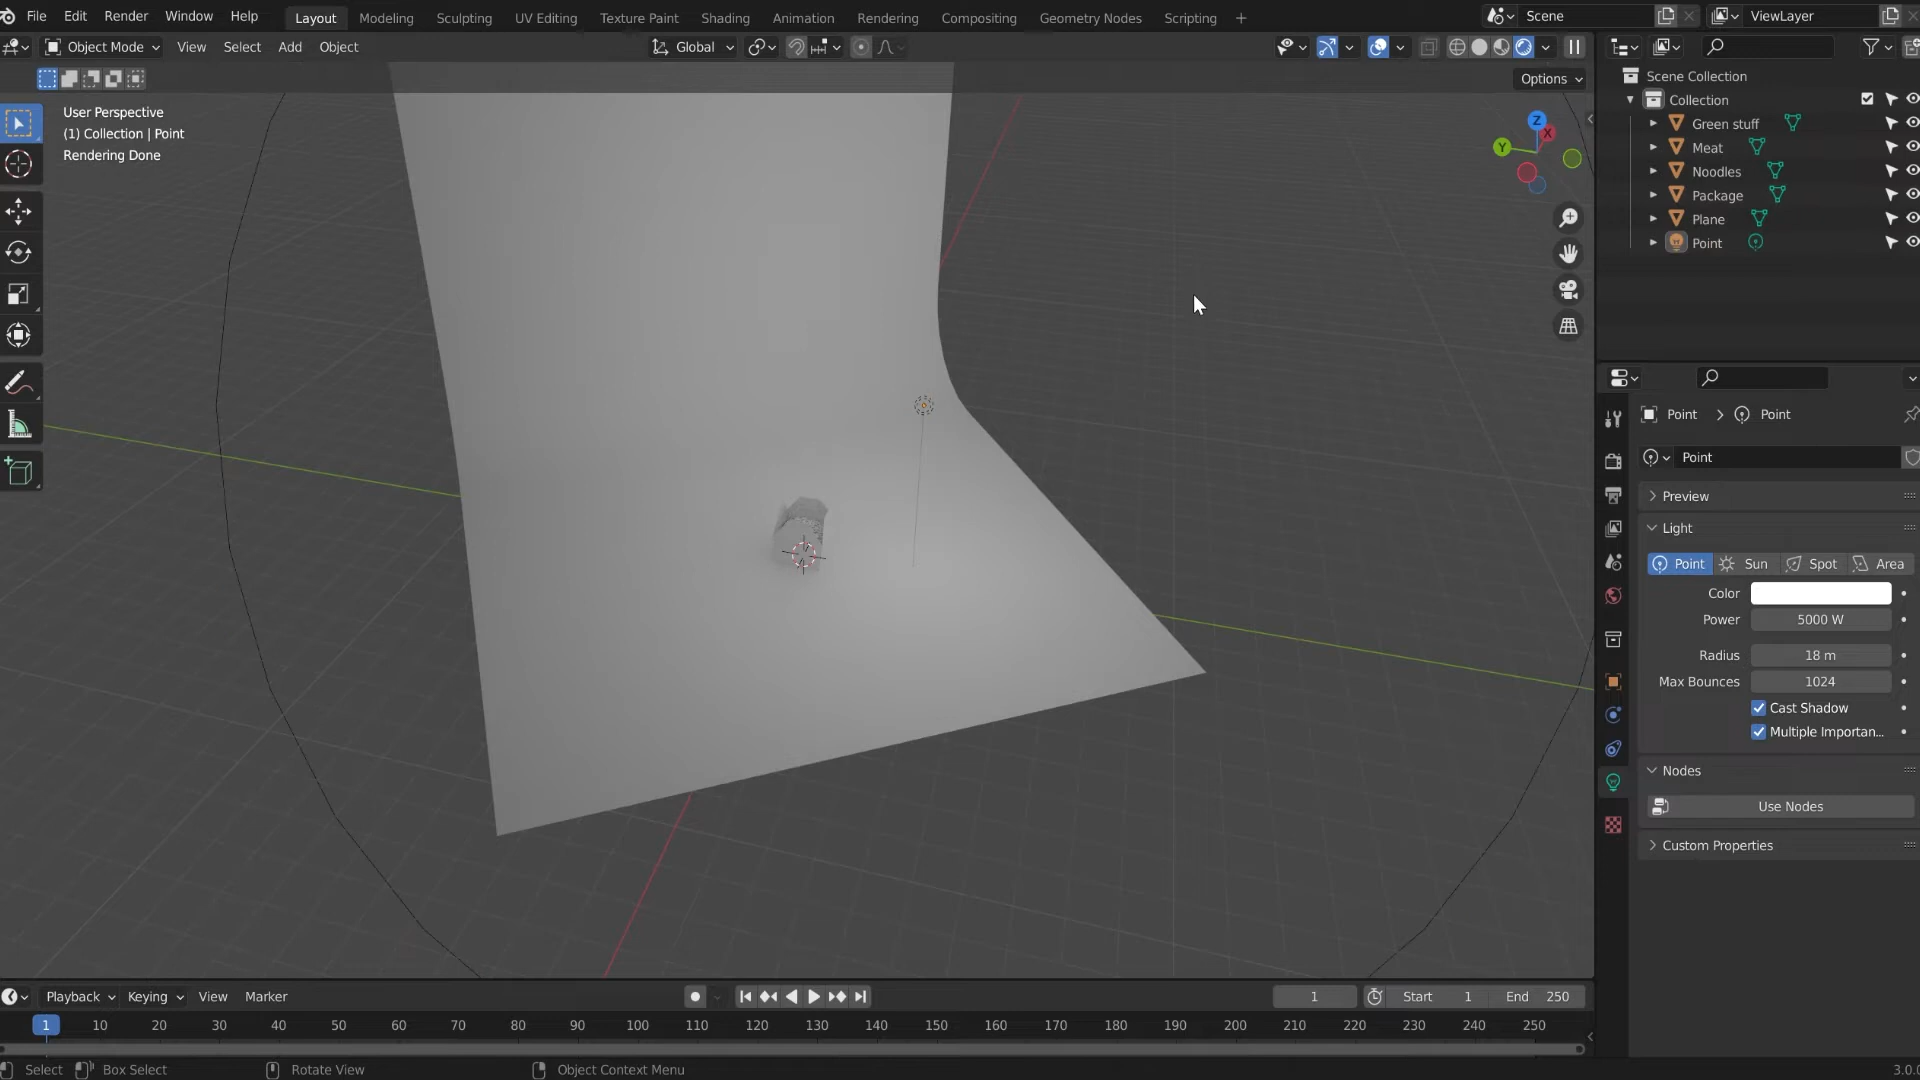 File Edit Render Window Help Layout Modeling Sculpting UV Editing Texture Paint Shading Animation Rendering Compositing Geometry Nodes Scripting + Scene ViewLayer
Object Mode View Select Add Object Global
Options
User Perspective
(1) Collection | Point
Rendering Done
Z
X
Y
Scene Collection
Collection
Green stuff
Meat
Noodles
Package
Plane
Point
Point > Point
Point
Preview
Light
Point Sun Spot Area
Color
Power 5000 W
Radius 18 m
Max Bounces 1024
Cast Shadow
Multiple Importan...
Nodes
Use Nodes
Custom Properties
Playback Keying View Marker 1 Start 1 End 250
1 10 20 30 40 50 60 70 80 90 100 110 120 130 140 150 160 170 180 190 200 210 220 230 240 250
Select Box Select Rotate View Object Context Menu 3.0.0